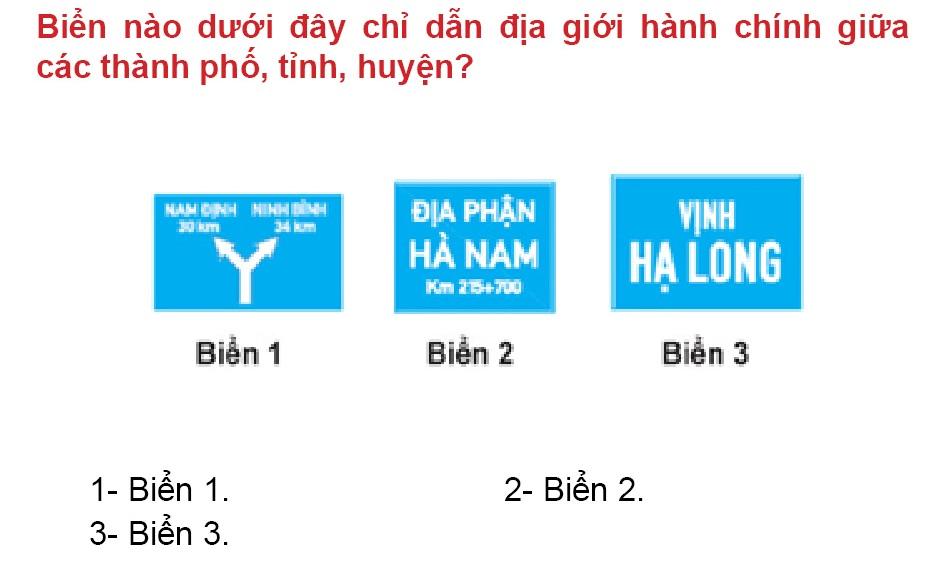 Biển nào dưới đây chỉ dẫn địa giới hành chính giữa
các thành phố, tỉnh, huyện?
NAM ĐỊNH NINH BÌNH
30 km 34 km
ĐỊA PHẬN
HÀ NAM
Km 215+700
VỊNH
HẠ LONG
Biển 1 Biển 2 Biển 3
1- Biển 1. 2- Biển 2.
3- Biển 3.